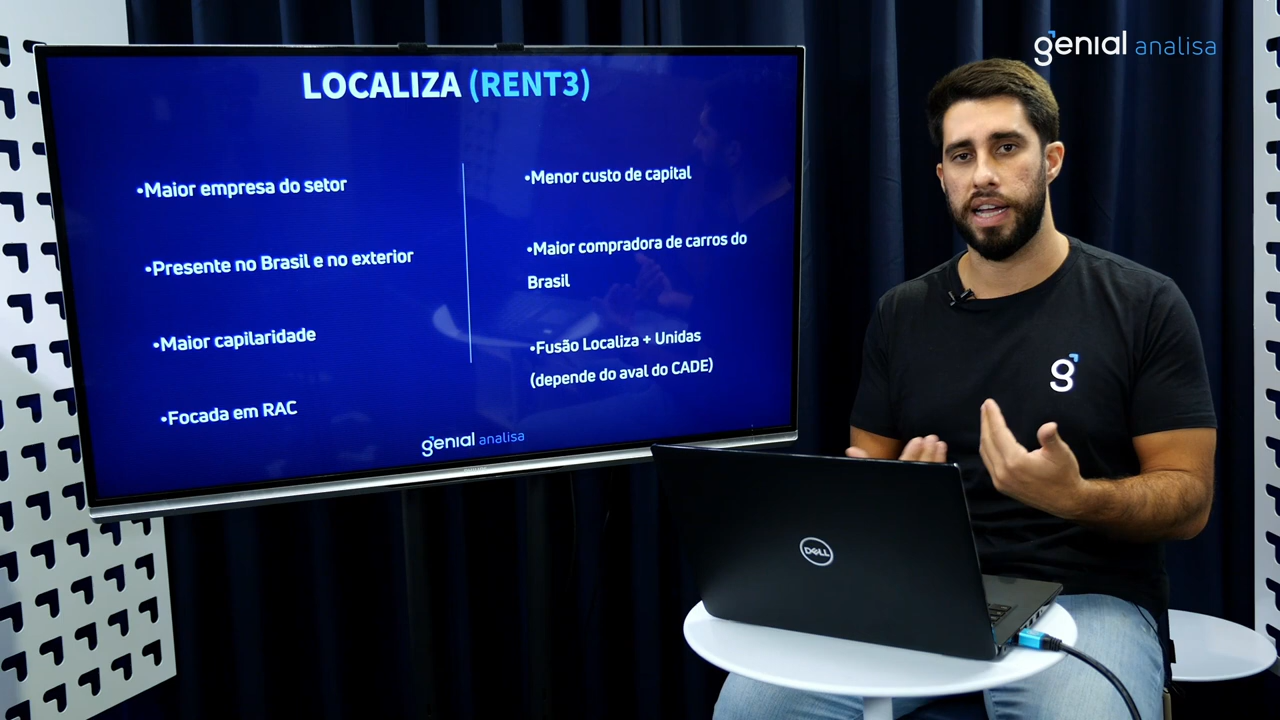 genial analisa
LOCALIZA (RENT3)
•Maior empresa do setor
•Presente no Brasil e no exterior
•Maior capilaridade
•Focada em RAC
•Menor custo de capital
•Maior compradora de carros do
Brasil
•Fusão Localiza + Unidas
(depende do aval do CADE)
genial analisa
g
DELL